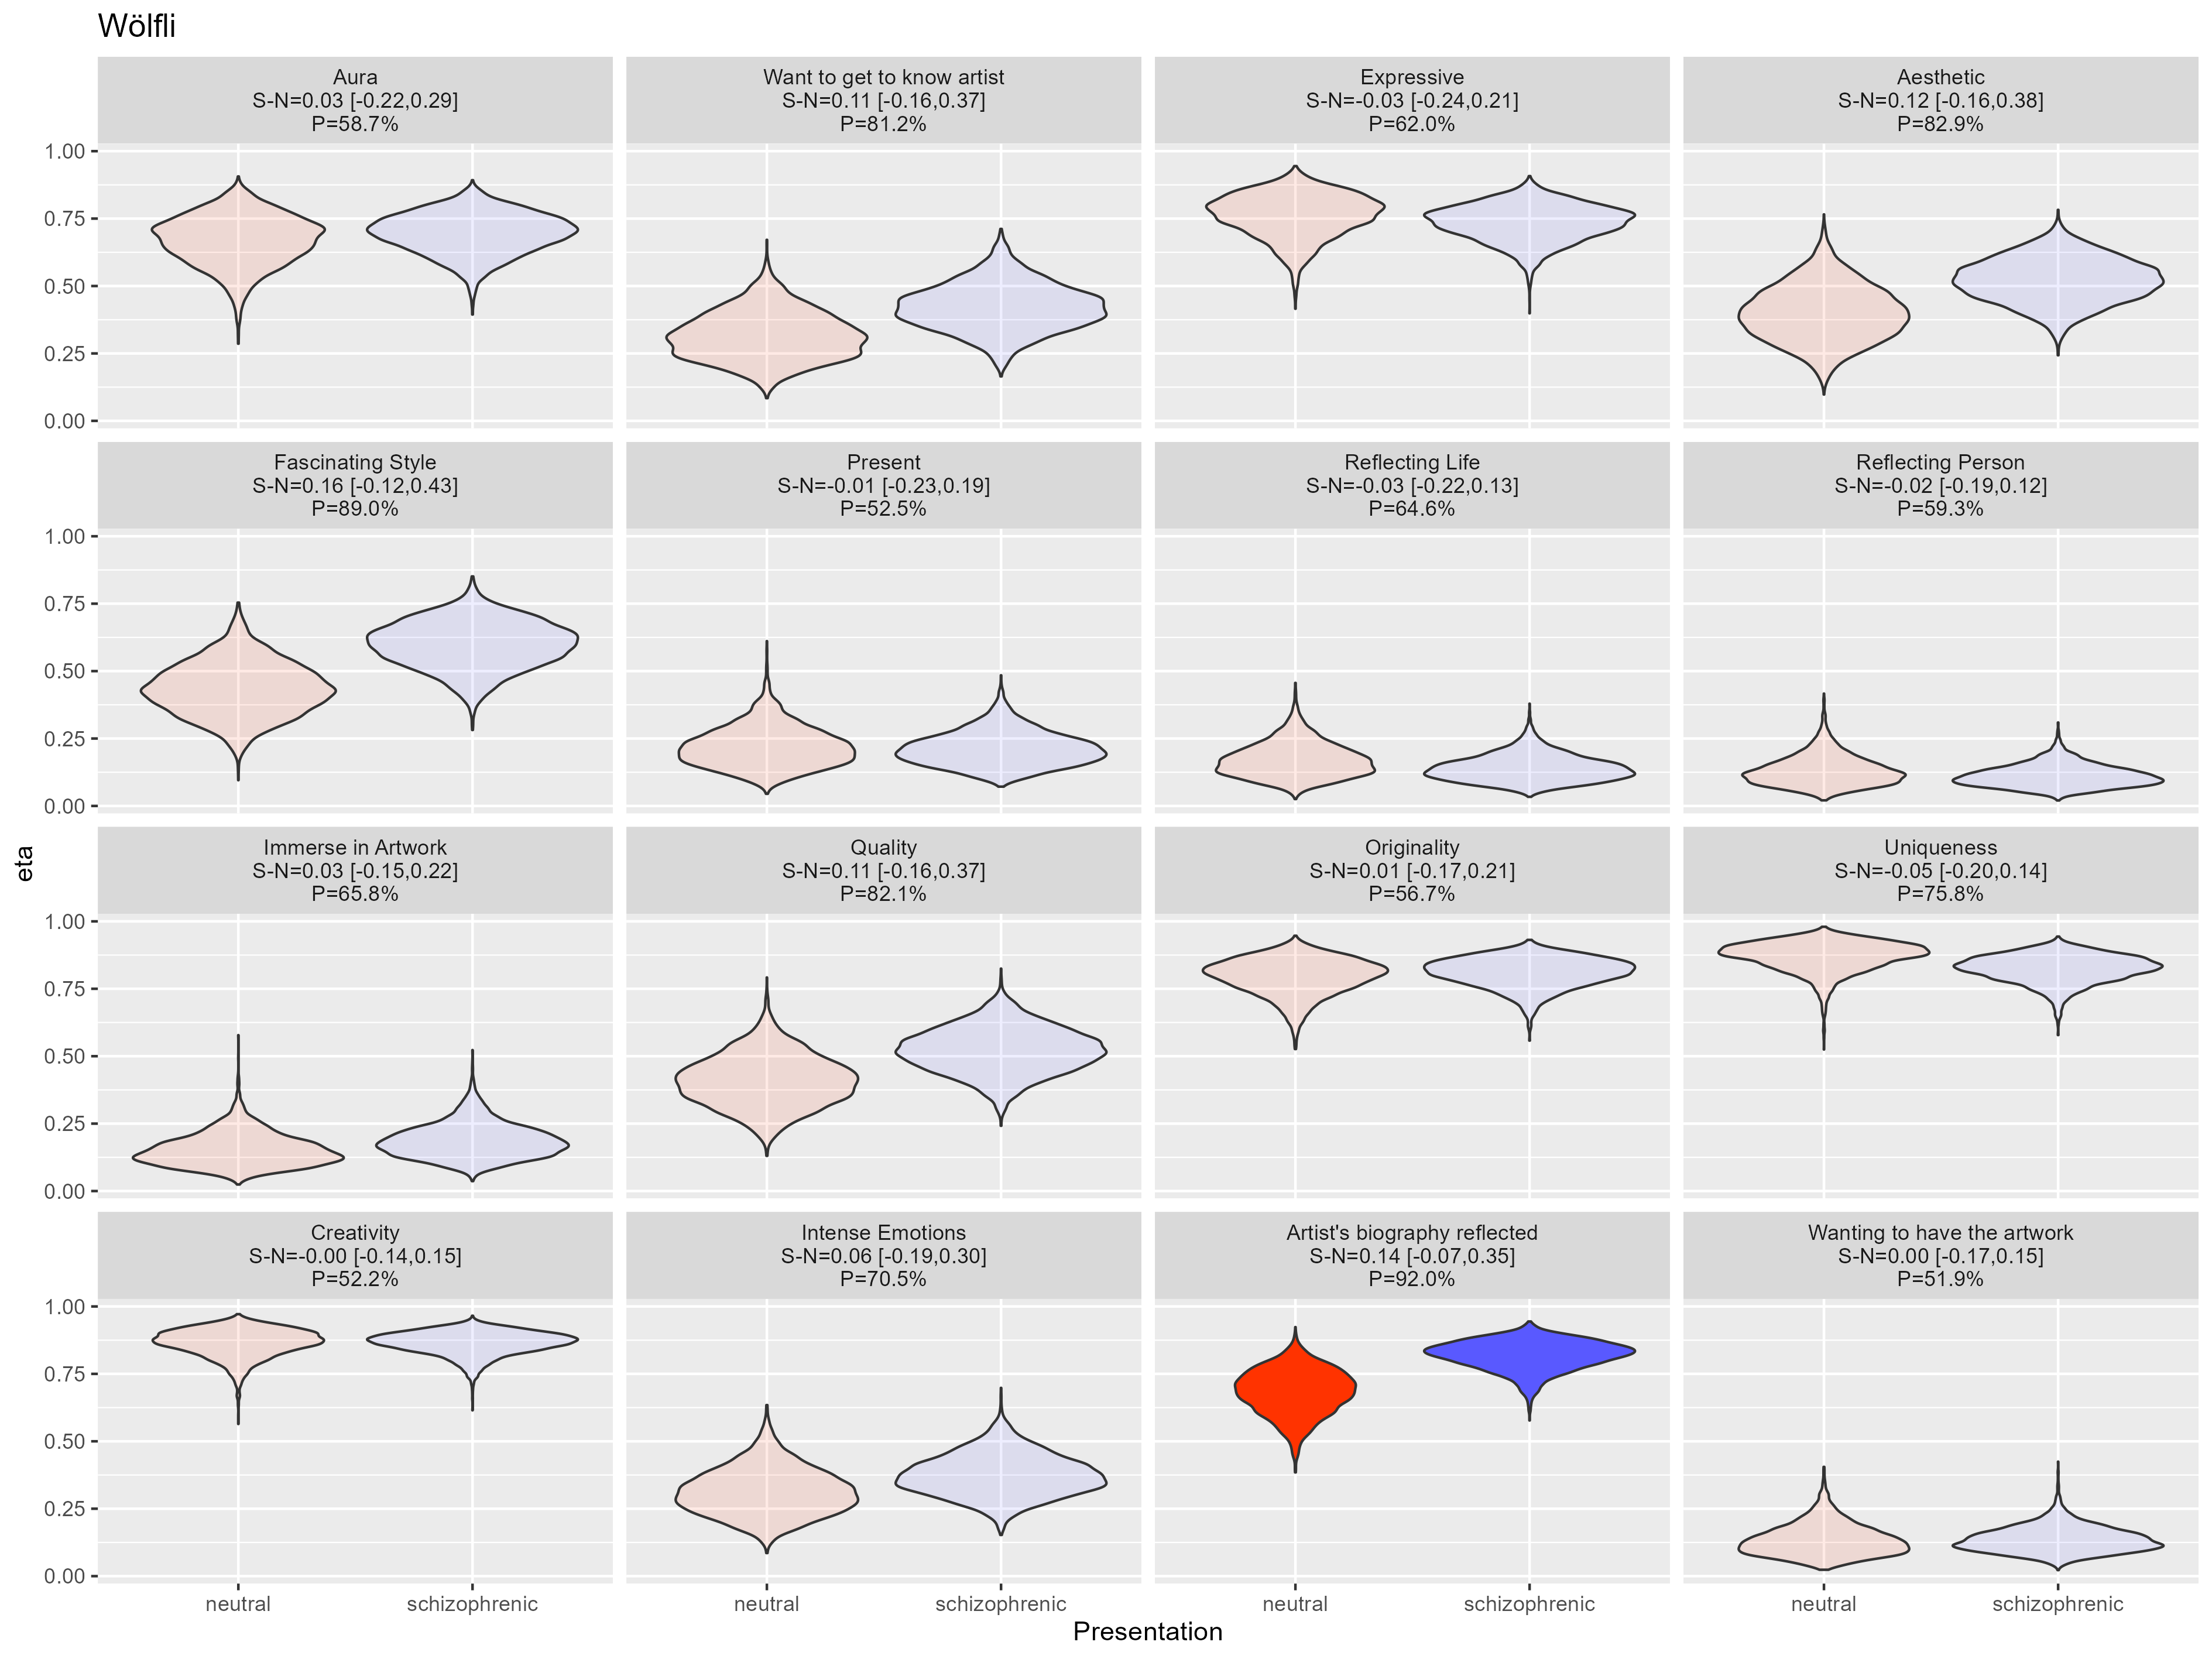 Wölfli
Aura
S-N=0.03 [-0.22,0.29]
P=58.7%
Want to get to know artist
S-N=0.11 [-0.16,0.37]
P=81.2%
Expressive
S-N=-0.03 [-0.24,0.21]
P=62.0%
Aesthetic
S-N=0.12 [-0.16,0.38]
P=82.9%
1.00
0.75
0.50
0.25
0.00
Fascinating Style
S-N=0.16 [-0.12,0.43]
P=89.0%
Present
S-N=-0.01 [-0.23,0.19]
P=52.5%
Reflecting Life
S-N=-0.03 [-0.22,0.13]
P=64.6%
Reflecting Person
S-N=-0.02 [-0.19,0.12]
P=59.3%
1.00
0.75
0.50
0.25
0.00
eta
Immerse in Artwork
S-N=0.03 [-0.15,0.22]
P=65.8%
Quality
S-N=0.11 [-0.16,0.37]
P=82.1%
Originality
S-N=0.01 [-0.17,0.21]
P=56.7%
Uniqueness
S-N=-0.05 [-0.20,0.14]
P=75.8%
1.00
0.75
0.50
0.25
0.00
Creativity
S-N=-0.00 [-0.14,0.15]
P=52.2%
Intense Emotions
S-N=0.06 [-0.19,0.30]
P=70.5%
Artist's biography reflected
S-N=0.14 [-0.07,0.35]
P=92.0%
Wanting to have the artwork
S-N=0.00 [-0.17,0.15]
P=51.9%
1.00
0.75
0.50
0.25
0.00
neutral schizophrenic neutral schizophrenic neutral schizophrenic neutral schizophrenic
Presentation